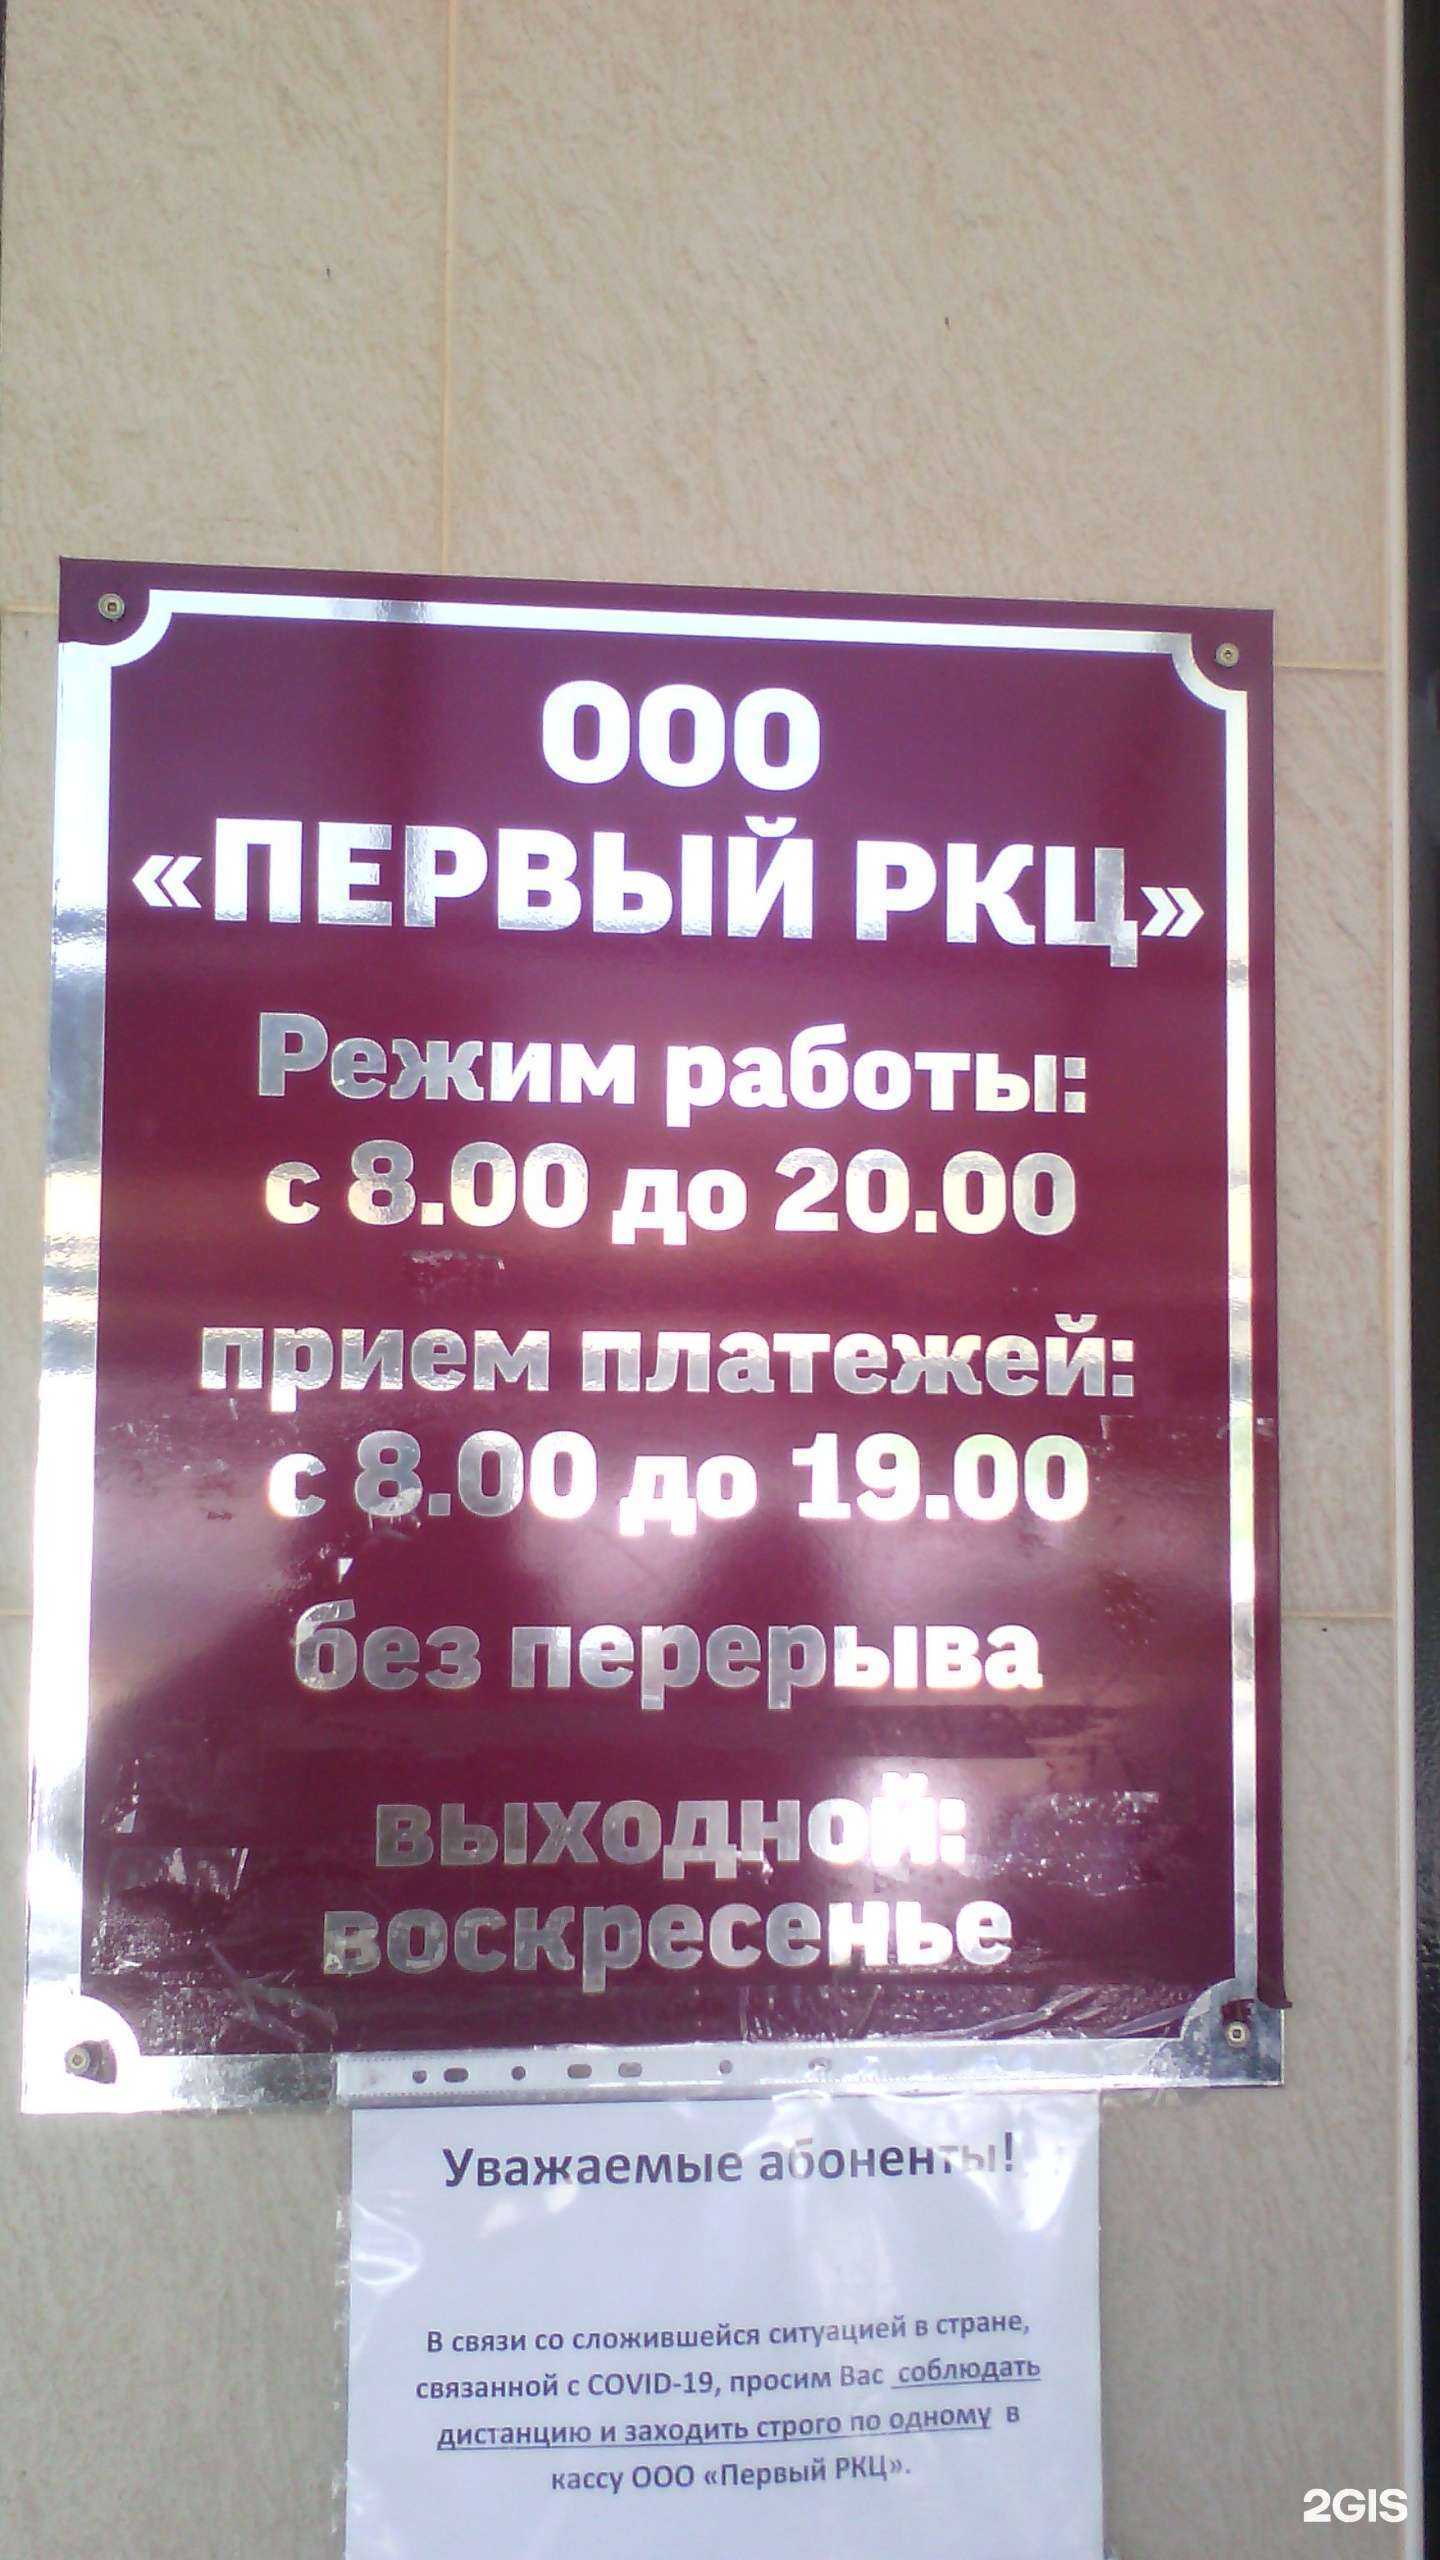 ООО
«ПЕРВЫЙ РКЦ»
Режим работы:
с 8.00 до 20.00
прием платежей:
с 8.00 до 19.00
без перерыва
выходной:
воскресенье
Уважаемые абоненты!
В связи со сложившейся ситуацией в стране,
связанной с COVID-19, просим Вас соблюдать
дистанцию и заходить строго по одному в
кассу ООО «Первый РКЦ».
2GIS